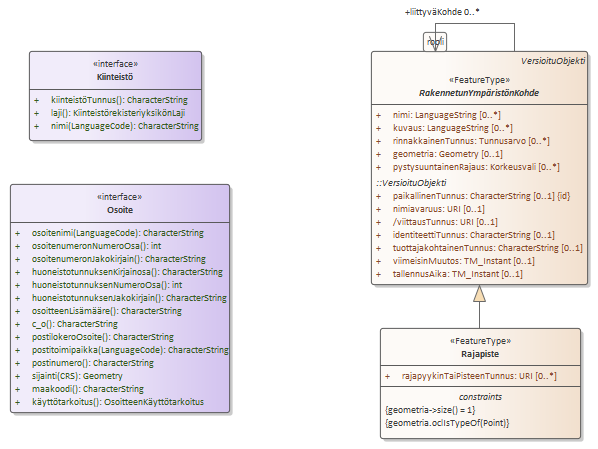 +liittyväKohde 0..*
rooli
«interface»
Kiinteistö
+ kiinteistöTunnus(): CharacterString
+ laji(): KiinteistörekisteriyksikönLaji
+ nimi(LanguageCode): CharacterString
«interface»
Osoite
+ osoitenimi(LanguageCode): CharacterString
+ osoitenumeronNumeroOsa(): int
+ osoitenumeronJakokirjain(): CharacterString
+ huoneistotunnuksenKirjainosa(): CharacterString
+ huoneistotunnuksenNumeroOsa(): int
+ huoneistotunnuksenJakokirjain(): CharacterString
+ osoitteenLisämääre(): CharacterString
+ c_o(): CharacterString
+ postilokeroOsoite(): CharacterString
+ postitoimipaikka(LanguageCode): CharacterString
+ postinumero(): CharacterString
+ sijainti(CRS): Geometry
+ maakoodi(): CharacterString
+ käyttötarkoitus(): OsoitteenKäyttötarkoitus
VersioituObjekti
«FeatureType»
RakennetunYmpäristönKohde
+ nimi: LanguageString [0..*]
+ kuvaus: LanguageString [0..*]
+ rinnakkainenTunnus: Tunnusarvo [0..*]
+ geometria: Geometry [0..1]
+ pystysuuntainenRajaus: Korkeusvali [0..*]
::VersioituObjekti
+ paikallinenTunnus: CharacterString [0..1] {id}
+ nimiavaruus: URI [0..1]
+ /viittausTunnus: URI [0..1]
+ identiteettiTunnus: CharacterString [0..1]
+ tuottajakohtainenTunnus: CharacterString [0..1]
+ viimeisinMuutos: TM_Instant [0..1]
+ tallennusAika: TM_Instant [0..1]
«FeatureType»
Rajapiste
+ rajapyykinTaiPisteenTunnus: URI [0..*]
constraints
{geometria->size() = 1}
{geometria.oclIsTypeOf(Point)}